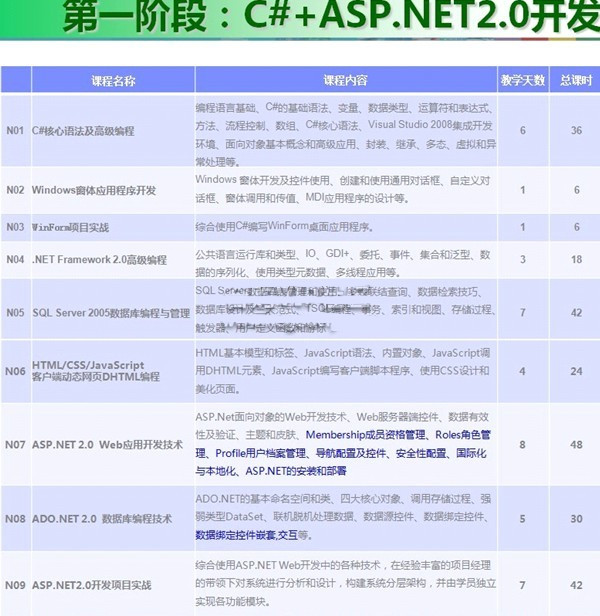 第一阶段：C#+ASP.NET2.0开发
课程名称 课程内容 教学天数 总课时
N01 C#核心语法及高级编程 6 36
编程语言基础、C#的基础语法、变量、数据类型、运算符和表达式、
方法、流程控制、数组、C#核心语法、Visual Studio 2008集成开发
环境、面向对象基本概念和高级应用、封装、继承、多态、虚拟和异
常处理等。
N02 Windows窗体应用程序开发 1 6
Windows 窗体开发及控件使用、创建和使用通用对话框、自定义对
话框、窗体调用和传值、MDI应用程序的设计等。
N03 WinForm项目实战 综合使用C#编写WinForm桌面应用程序。 1 6
N04 .NET Framework 2.0高级编程 3 18
公共语言运行库和类型、IO、GDI+、委托、事件、集合和泛型、数
据的序列化、使用类型元数据、多线程应用等。
N05 SQL Server 2005数据库编程与管理 7 42
SQL Server 联结查询、数据检索技巧、
数据库设计及三大范式、 事务、索引和视图、存储过程、
触发器、用户定义函数和游标
N06 HTML/CSS/JavaScript
客户端动态网页DHTML编程 4 24
HTML基本模型和标签、JavaScript语法、内置对象、JavaScript调
用DHTML元素、JavaScript编写客户端脚本程序、使用CSS设计和
美化页面。
N07 ASP.NET 2.0 Web应用开发技术 8 48
ASP.Net面向对象的Web开发技术、Web服务器端控件、数据有效
性及验证、主题和皮肤、Membership成员资格管理、Roles角色管
理、Profile用户档案管理、导航配置及控件、安全性配置、国际化
与本地化、ASP.NET的安装和部署
N08 ADO.NET 2.0 数据库编程技术 5 30
ADO.NET的基本命名空间和类、四大核心对象、调用存储过程、强
弱类型DataSet、联机脱机处理数据、数据源控件、数据绑定控件、
数据绑定控件嵌套,交互等。
N09 ASP.NET2.0开发项目实战 7 42
综合使用ASP.NET Web开发中的各种技术，在经验丰富的项目经理
的带领下对系统进行分析和设计，构建系统分层架构，并由学员独立
实现各功能模块。